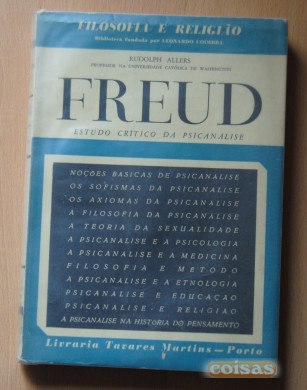 FILOSOFIA E RELIGIÃO
Biblioteca fundada por LEONARDO COIMBRA
RUDOLPH ALLERS
PROFESSOR DA UNIVERSIDADE CATÓLICA DE WASHINGTON
FREUD
ESTUDO CRÍTICO DA PSICANÁLISE
NOÇÕES BÁSICAS DE PSICANÁLISE
OS SOFISMAS DA PSICANÁLISE
OS AXIOMAS DA PSICANÁLISE
A FILOSOFIA DA PSICANÁLISE
A TEORIA DA SEXUALIDADE
A PSICANÁLISE E A PSICOLOGIA
A PSICANÁLISE E A MEDICINA
FILOSOFIA E MÉTODO
A PSICANÁLISE E A ETNOLOGIA
PSICANÁLISE E EDUCAÇÃO
PSICANÁLISE E RELIGIÃO
A PSICANÁLISE NA HISTÓRIA DO PENSAMENTO
Livraria Tavares Martins — Porto
coisas